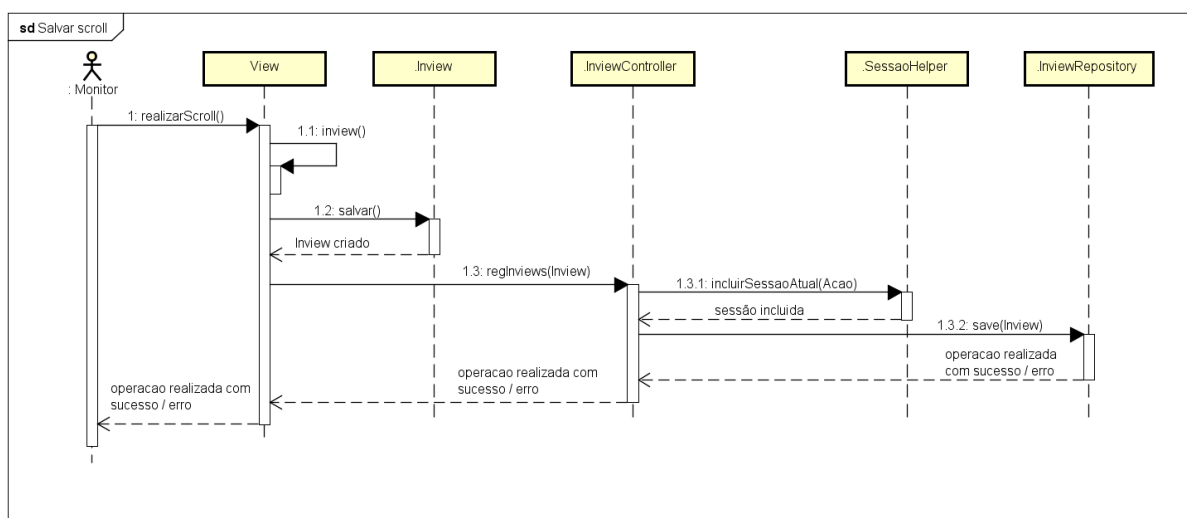 sd Salvar scroll
: Monitor
View
.Inview
.InviewController
.SessaoHelper
.InviewRepository
1: realizarScroll()
1.1: inview()
1.2: salvar()
Inview criado
1.3: regInviews(Inview)
1.3.1: incluirSessaoAtual(Acao)
sessão incluida
1.3.2: save(Inview)
operacao realizada
com sucesso / erro
operacao realizada com
sucesso / erro
operacao realizada com
sucesso / erro